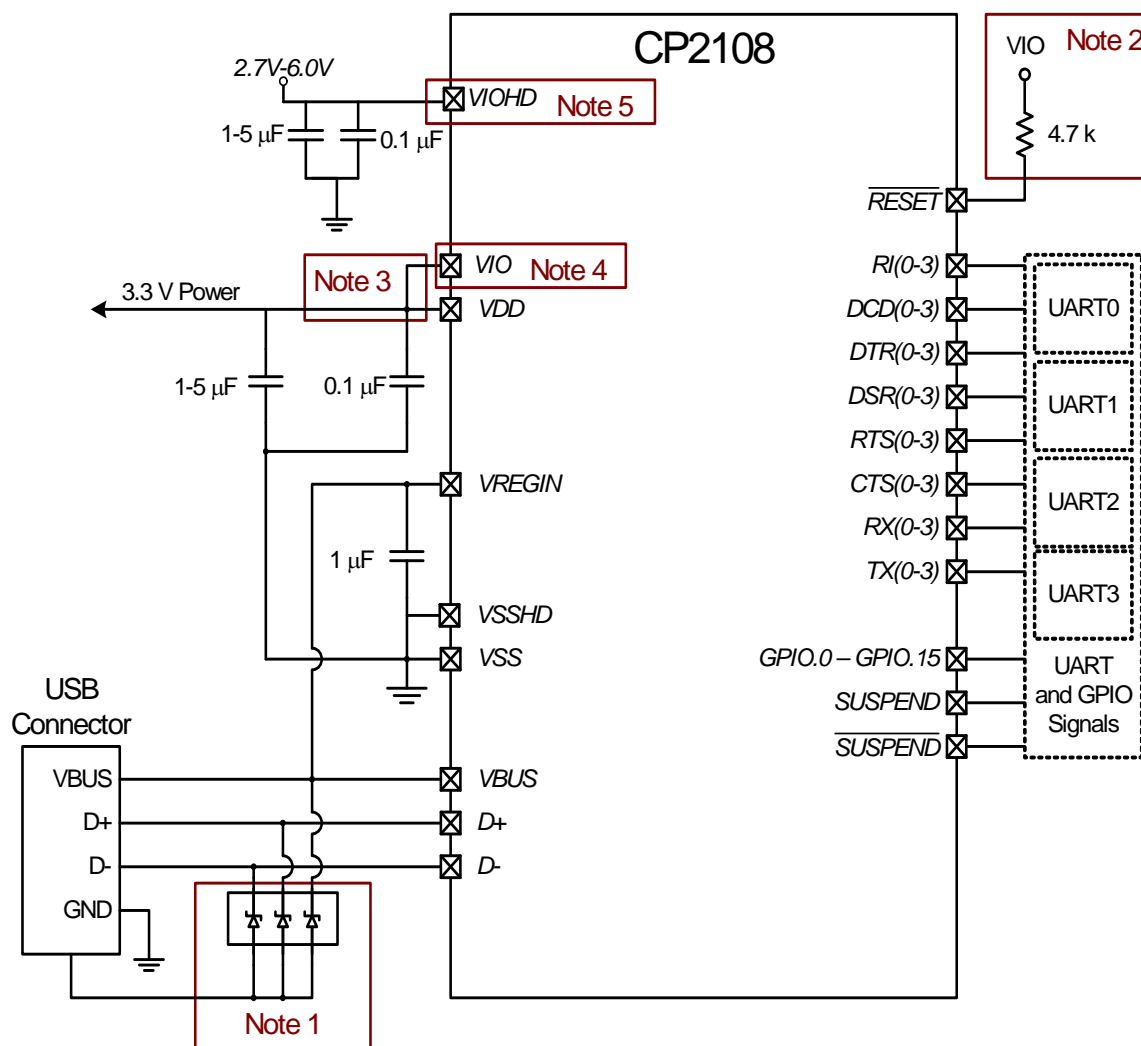 CP2108
2.7V-6.0V
VIOHD
Note 5
1-5 μF
0.1 μF
VIO
Note 2
4.7 k
RESET
VIO
Note 4
Note 3
3.3 V Power
VDD
1-5 μF
0.1 μF
VREGIN
1 μF
VSSHD
VSS
RI(0-3)
DCD(0-3)
DTR(0-3)
DSR(0-3)
RTS(0-3)
CTS(0-3)
RX(0-3)
TX(0-3)
GPIO.0 – GPIO.15
SUSPEND
SUSPEND
UART0
UART1
UART2
UART3
UART
and GPIO
Signals
USB
Connector
VBUS
D+
D-
GND
VBUS
D+
D-
Note 1